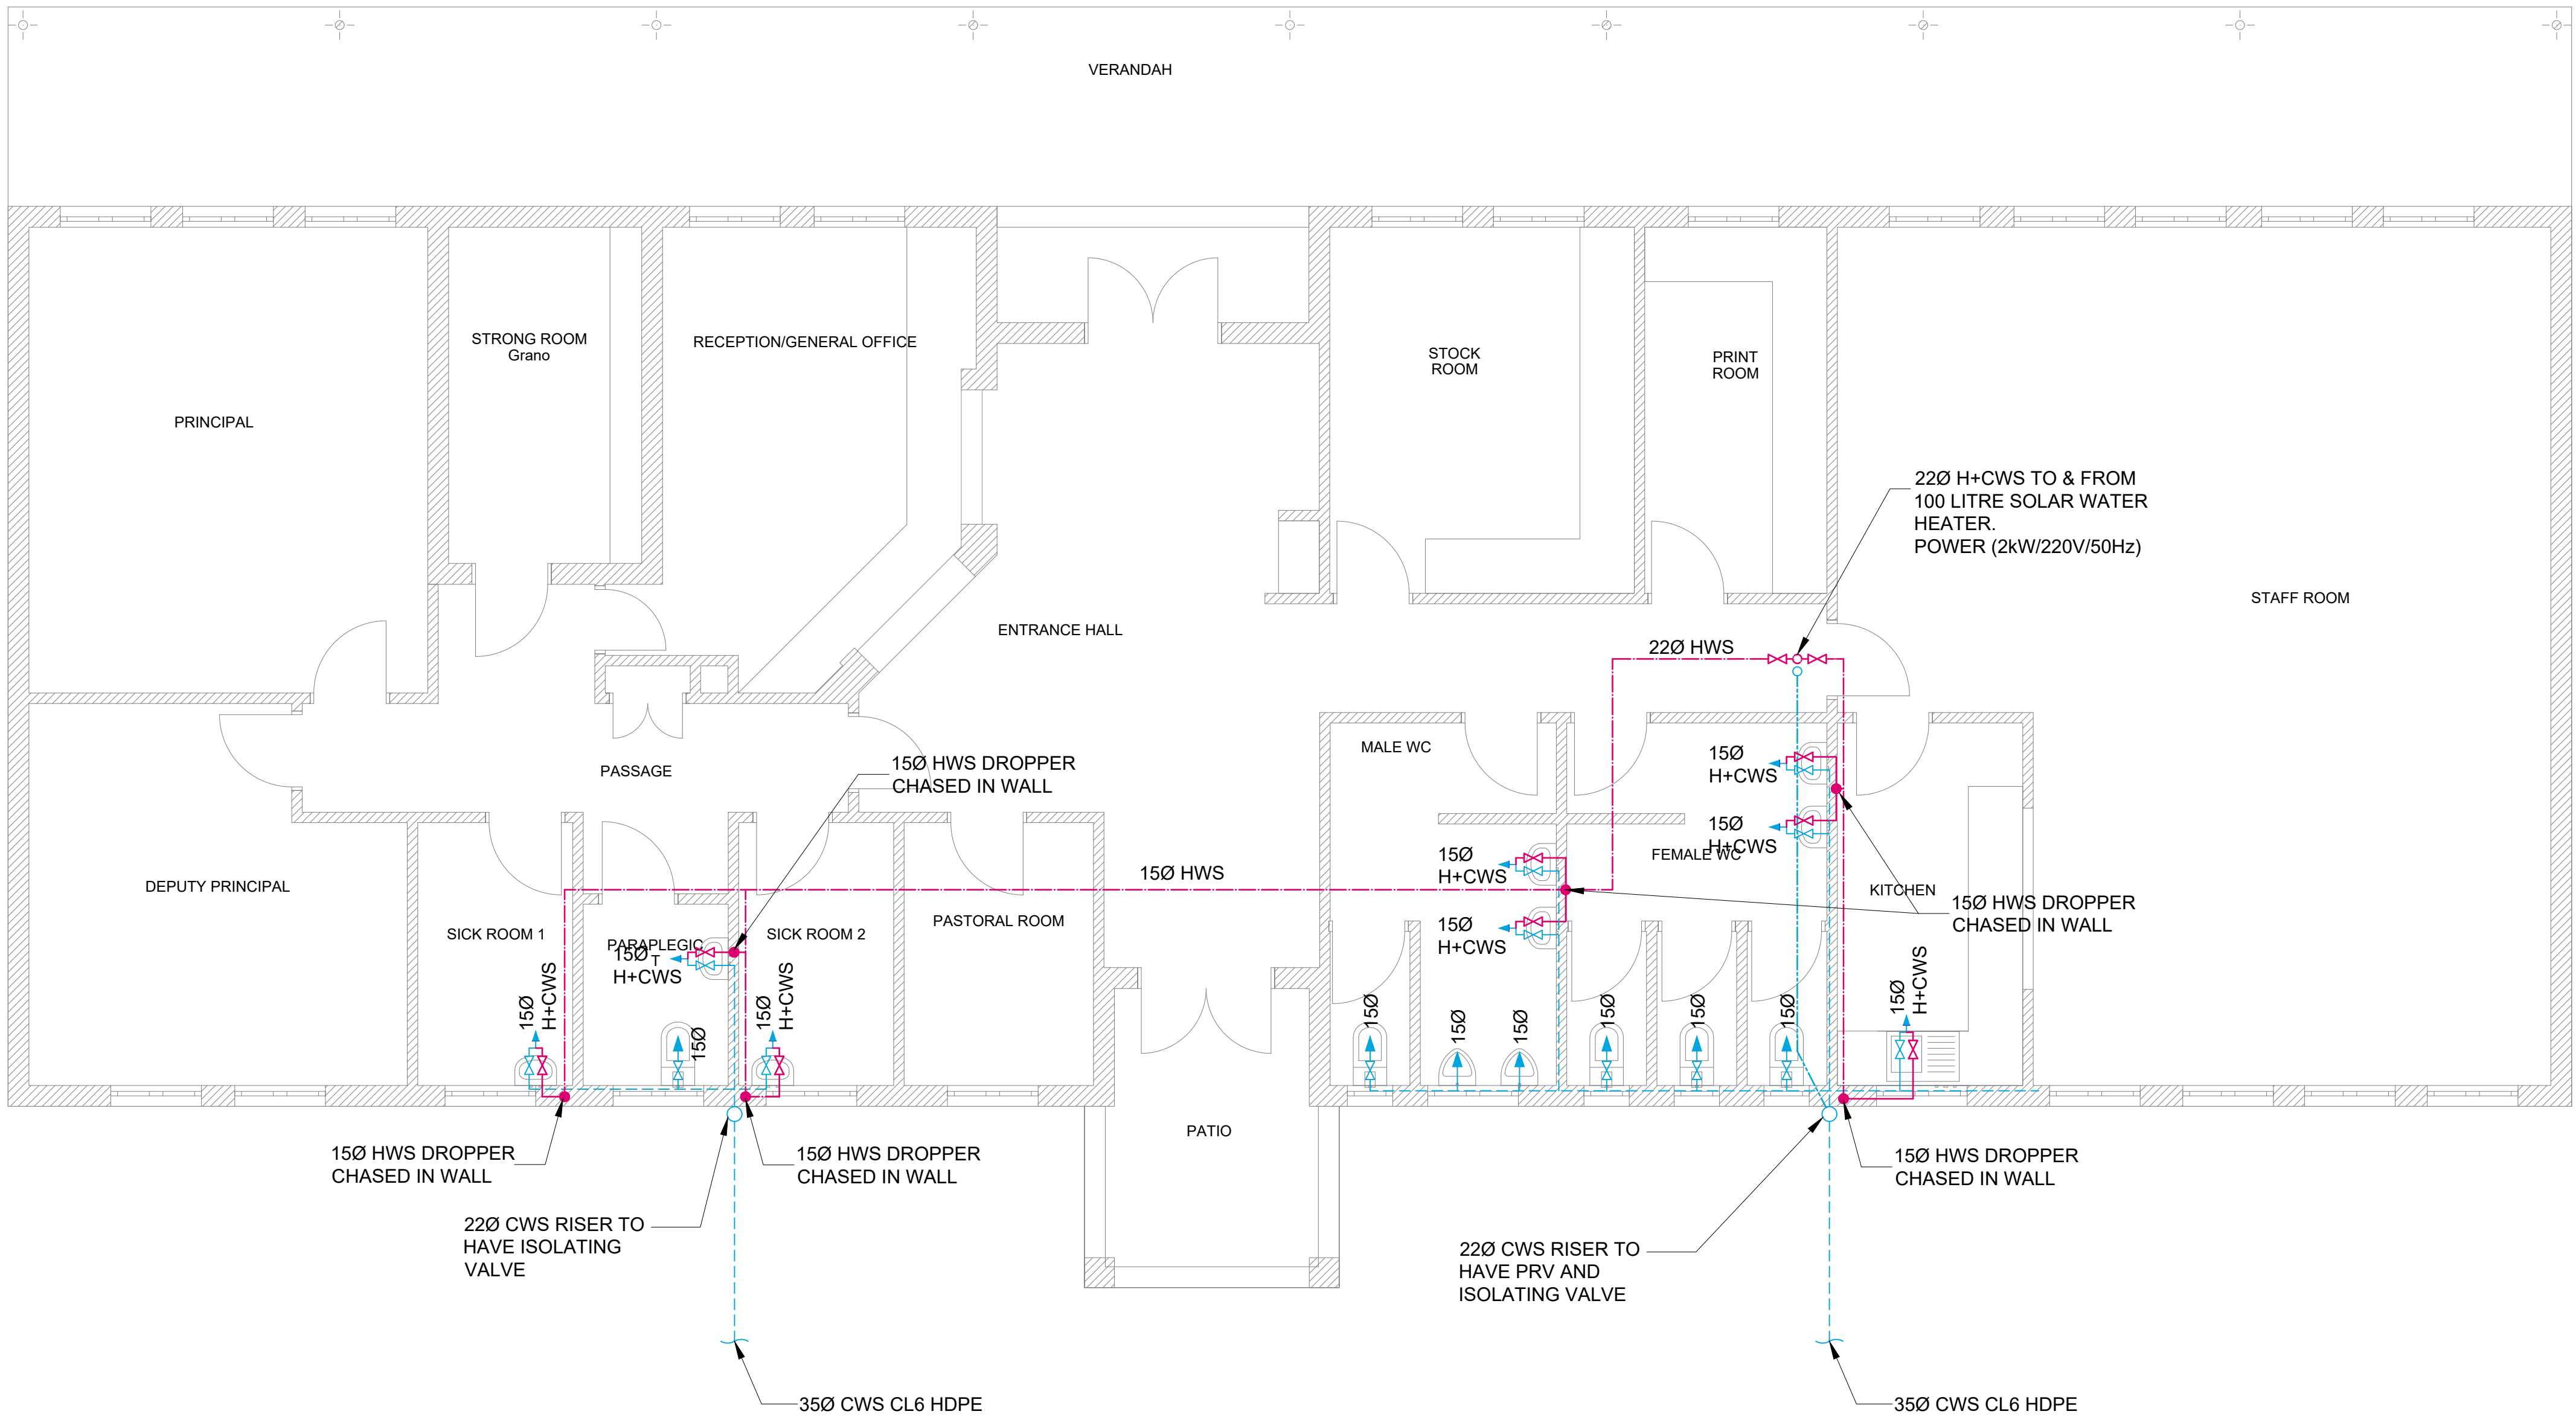 VERANDAH
STRONG ROOM
Grano
RECEPTION/GENERAL OFFICE
STOCK
ROOM
PRINT
ROOM
PRINCIPAL
22Ø H+CWS TO & FROM
100 LITRE SOLAR WATER
HEATER.
POWER (2kW/220V/50Hz)
STAFF ROOM
ENTRANCE HALL
22Ø HWS
MALE WC
PASSAGE
15Ø HWS DROPPER
CHASED IN WALL
15Ø
H+CWS
15Ø
H+CWS
FEMALE WC
15Ø
H+CWS
15Ø HWS
DEPUTY PRINCIPAL
KITCHEN
15Ø HWS DROPPER
CHASED IN WALL
SICK ROOM 1
PARAPLEGIC
T
15Ø
H+CWS
SICK ROOM 2
PASTORAL ROOM
15Ø
H+CWS
15Ø
H+CWS
15Ø
15Ø
H+CWS
15Ø
15Ø
15Ø
15Ø
15Ø
15Ø
15Ø
H+CWS
PATIO
15Ø HWS DROPPER
CHASED IN WALL
15Ø HWS DROPPER
CHASED IN WALL
15Ø HWS DROPPER
CHASED IN WALL
22Ø CWS RISER TO
HAVE ISOLATING
VALVE
22Ø CWS RISER TO
HAVE PRV AND
ISOLATING VALVE
35Ø CWS CL6 HDPE
35Ø CWS CL6 HDPE